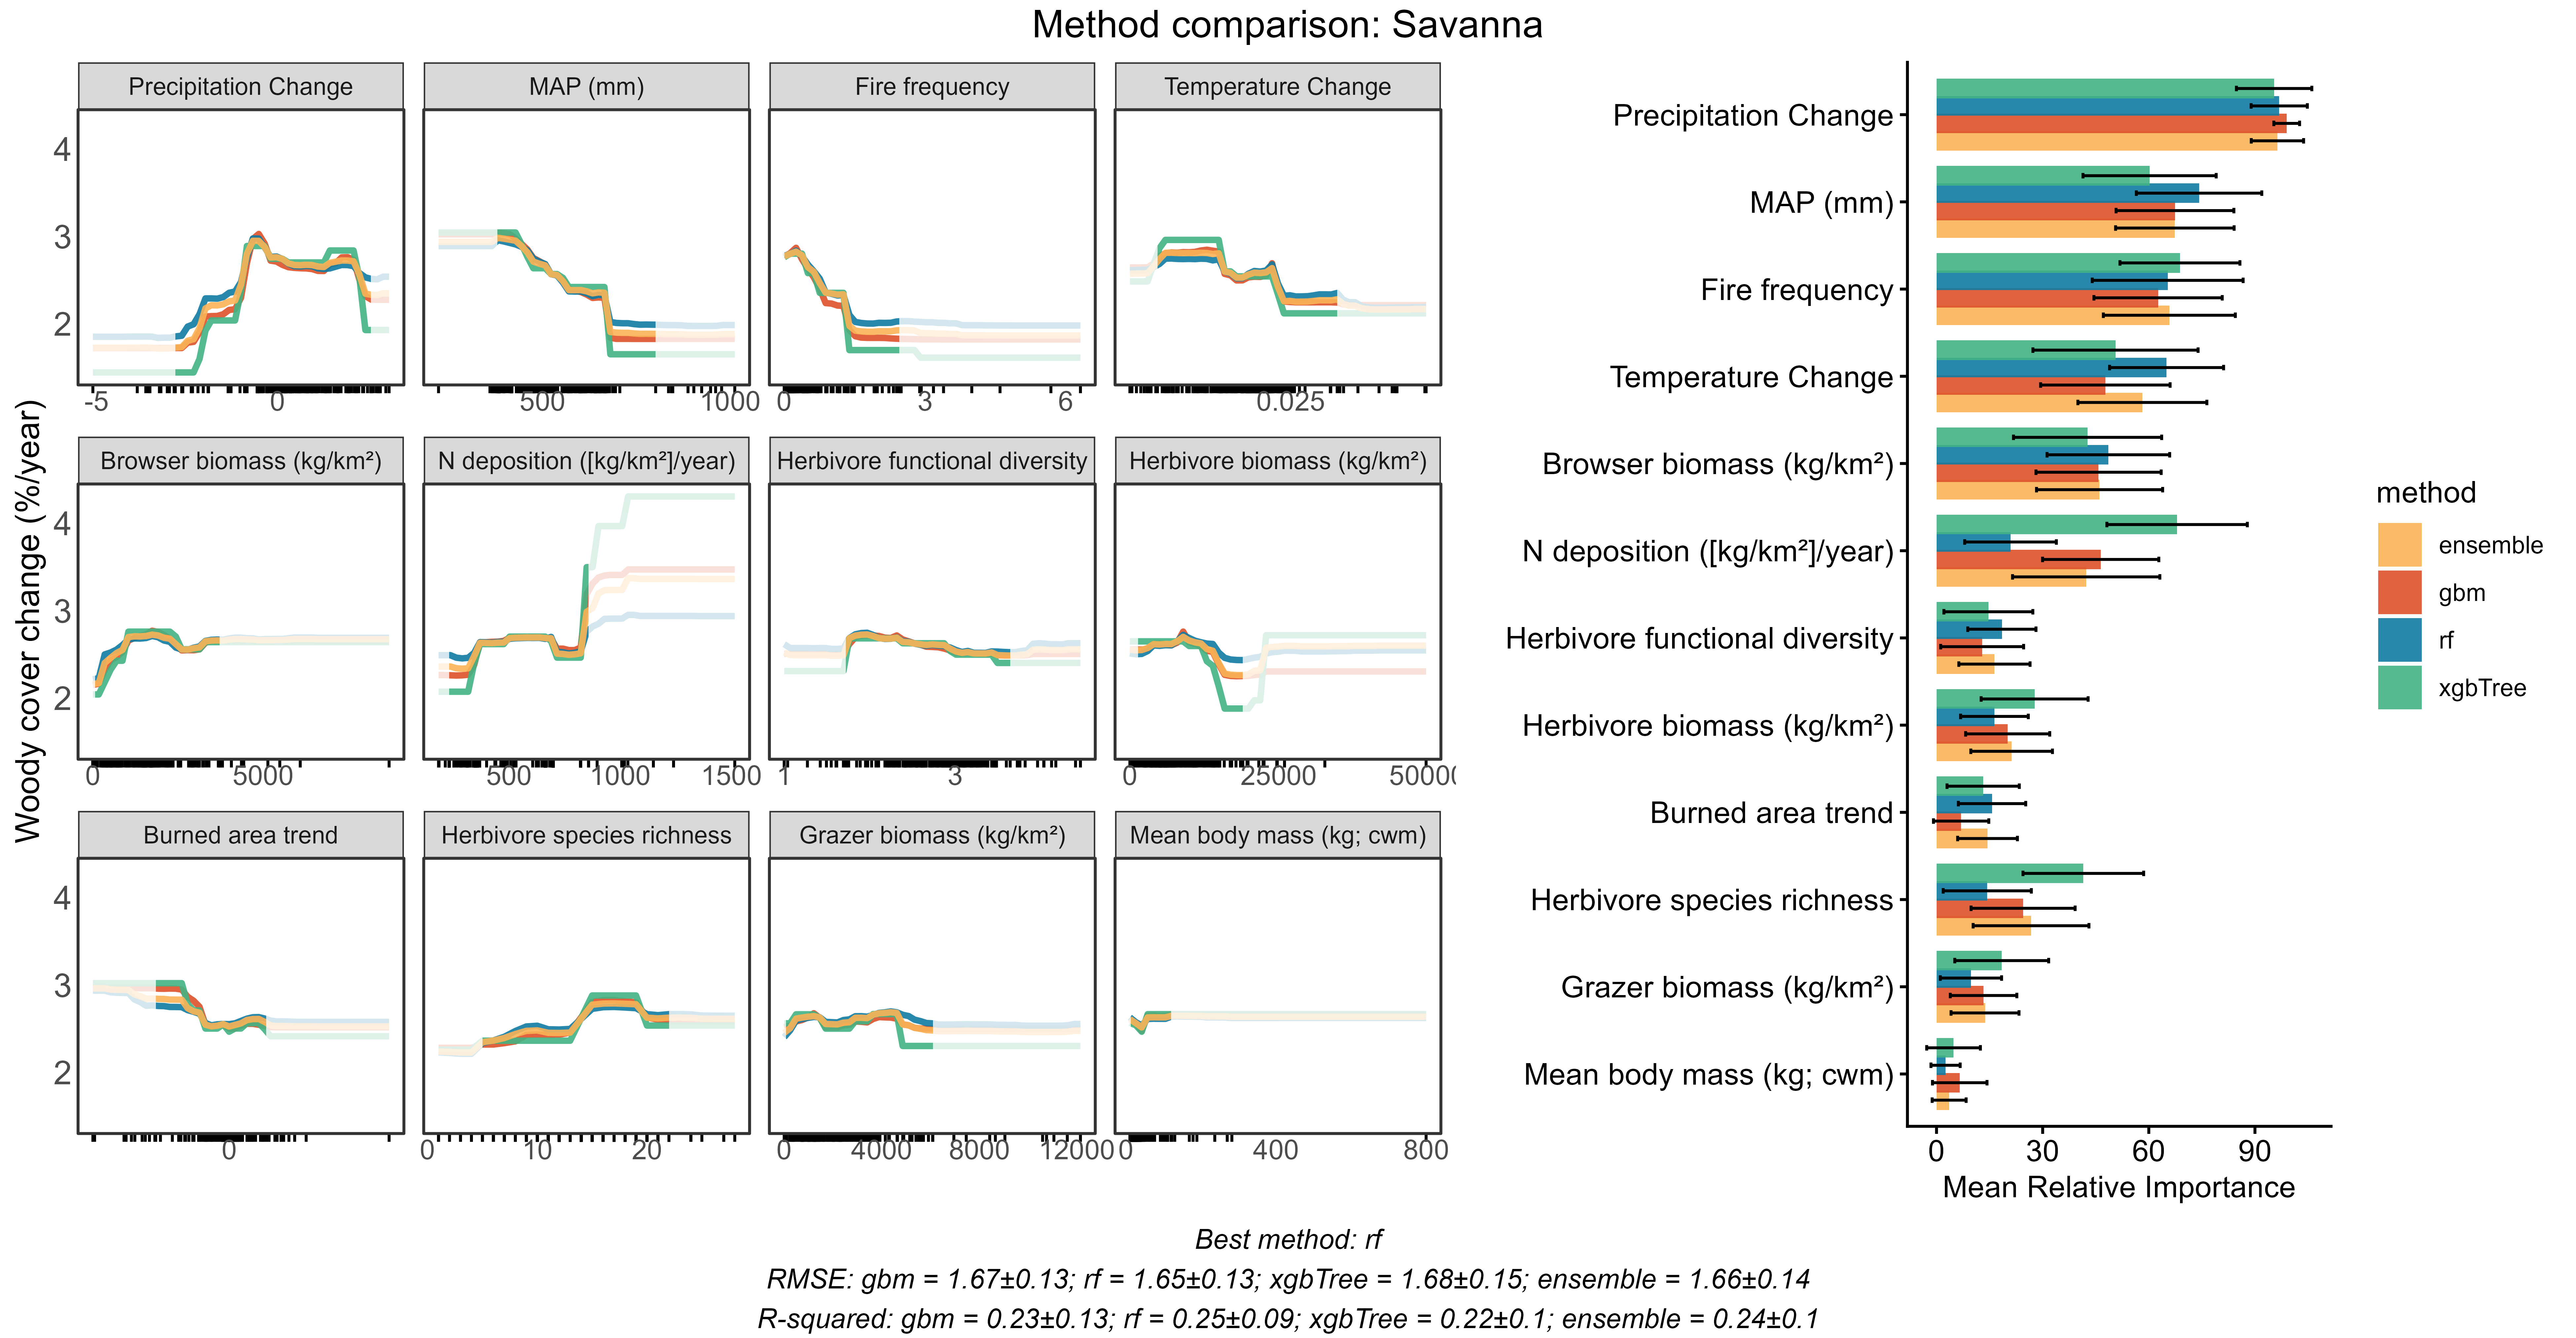 Method comparison: Savanna
Woody cover change (%/year)
Precipitation Change
MAP (mm)
Fire frequency
Temperature Change
4
3
2
-5
0
500
1000
0
3
6
0.025
Browser biomass (kg/km²)
N deposition ([kg/km²]/year)
Herbivore functional diversity
Herbivore biomass (kg/km²)
4
3
2
0
5000
500
1000
1500
1
3
0
25000
Burned area trend
Herbivore species richness
Grazer biomass (kg/km²)
Mean body mass (kg; cwm)
4
3
2
0
0
10
20
0
4000
8000
12000
0
400
800
Precipitation Change
MAP (mm)
Fire frequency
Temperature Change
Browser biomass (kg/km²)
N deposition ([kg/km²]/year)
Herbivore functional diversity
Herbivore biomass (kg/km²)
Burned area trend
Herbivore species richness
Grazer biomass (kg/km²)
Mean body mass (kg; cwm)
0
30
60
90
Mean Relative Importance
method
ensemble
gbm
rf
xgbTree
Best method: rf
RMSE: gbm = 1.67±0.13; rf = 1.65±0.13; xgbTree = 1.68±0.15; ensemble = 1.66±0.14
R-squared: gbm = 0.23±0.13; rf = 0.25±0.09; xgbTree = 0.22±0.1; ensemble = 0.24±0.1